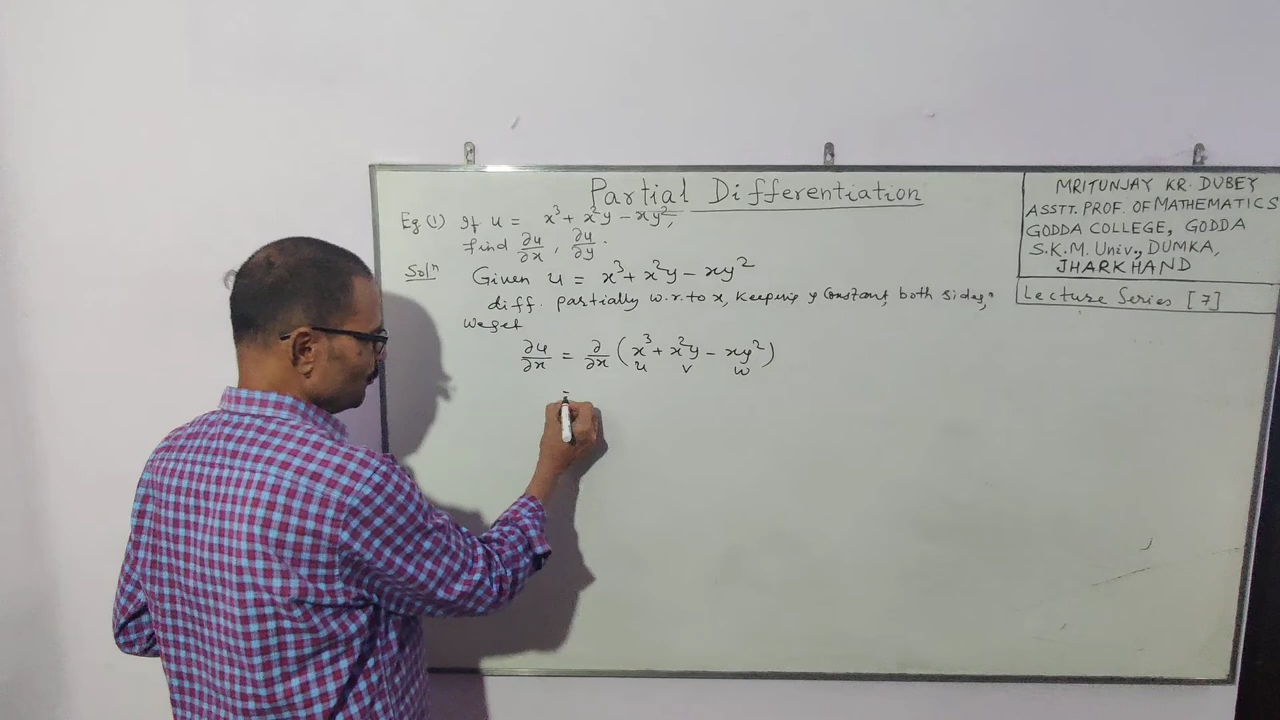 Partial Differentiation
MRITUNJAY KR. DUBEY
ASSTT. PROF. OF MATHEMATICS
GODDA COLLEGE, GODDA
S.K.M. Univ., DUMKA,
JHARKHAND
Lecture Series [7]
Eg (1) If u = x³ + x²y − xy²,
find ∂u/∂x , ∂u/∂y .
Solⁿ Given u = x³ + x²y − xy²
diff. partially w.r. to x, keeping y constant, both sides,
we get
∂u/∂x = ∂/∂x (x³ + x²y − xy²)
u v w
=